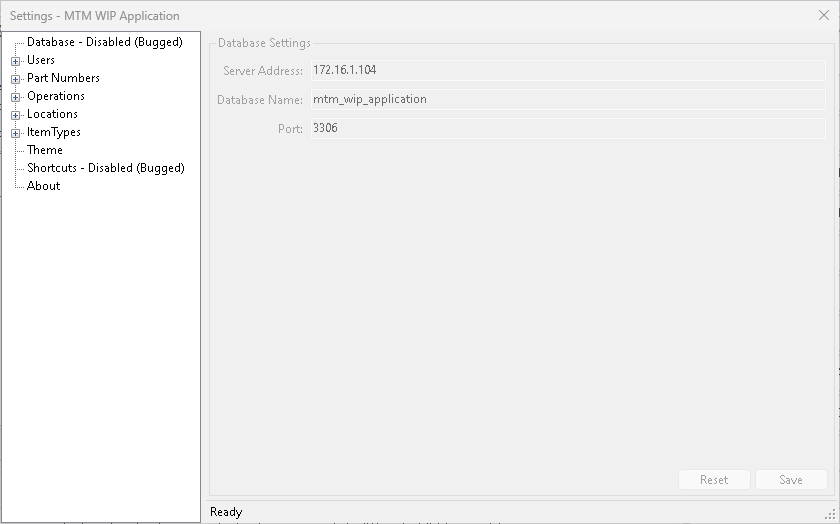 Settings - MTM WIP Application
Database - Disabled (Bugged)
Users
Part Numbers
Operations
Locations
ItemTypes
Theme
Shortcuts - Disabled (Bugged)
About
Database Settings
Server Address: 172.16.1.104
Database Name: mtm_wip_application
Port: 3306
Reset Save
Ready